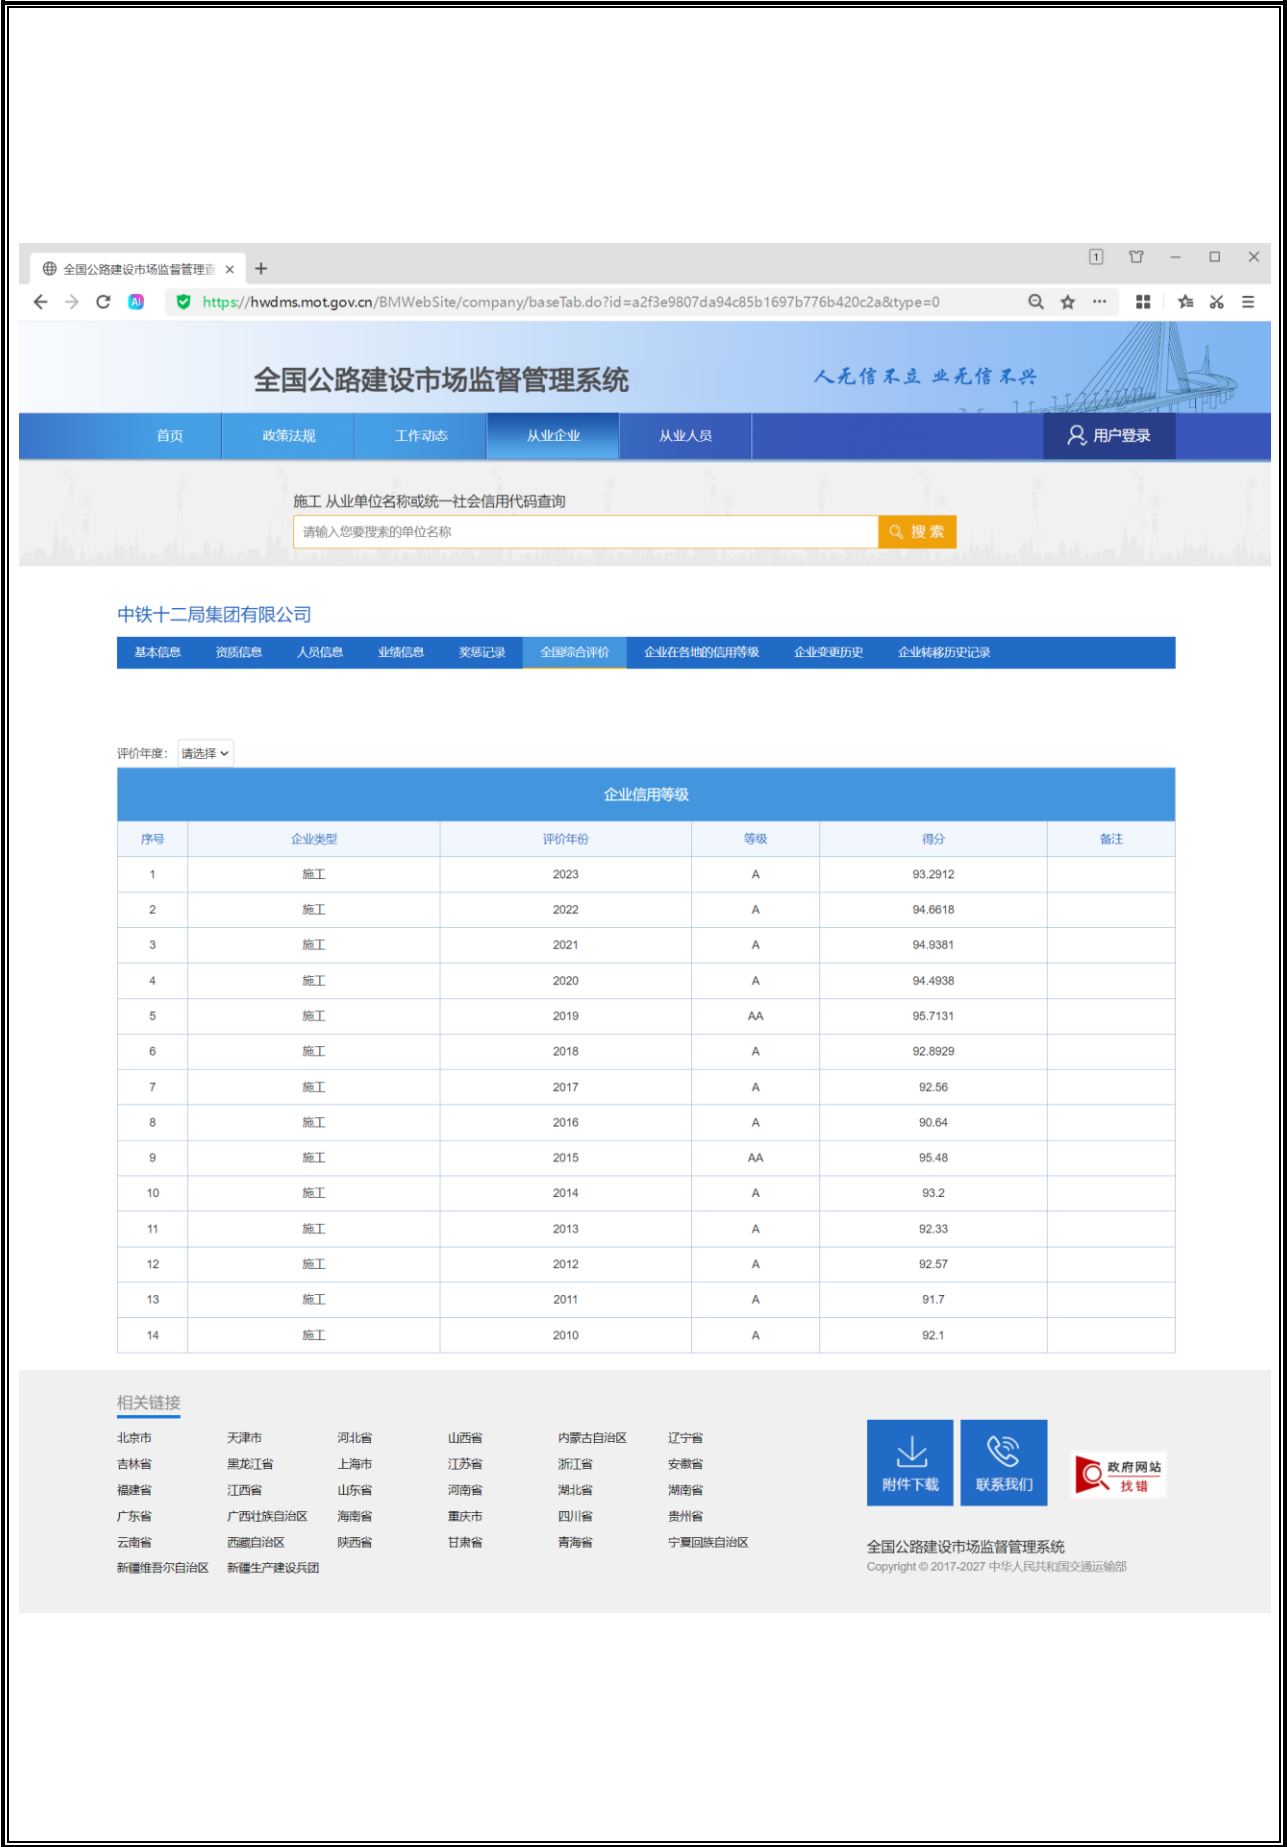 全国公路建设市场监督管理查
1
AI
https://hwdms.mot.gov.cn/BMWebSite/company/baseTab.do?id=a2f3e9807da94c85b1697b776b420c2a&type=0
全国公路建设市场监督管理系统
人无信不立 业无信不兴
首页 政策法规 工作动态 从业企业 从业人员 用户登录
施工 从业单位名称或统一社会信用代码查询
请输入您要搜索的单位名称 搜 索
中铁十二局集团有限公司
基本信息 资质信息 人员信息 业绩信息 奖惩记录 全国综合评价 企业在各地的信用等级 企业变更历史 企业转移历史记录
评价年度： 请选择
企业信用等级
序号 企业类型 评价年份 等级 得分 备注
1 施工 2023 A 93.2912
2 施工 2022 A 94.6618
3 施工 2021 A 94.9381
4 施工 2020 A 94.4938
5 施工 2019 AA 95.7131
6 施工 2018 A 92.8929
7 施工 2017 A 92.56
8 施工 2016 A 90.64
9 施工 2015 AA 95.48
10 施工 2014 A 93.2
11 施工 2013 A 92.33
12 施工 2012 A 92.57
13 施工 2011 A 91.7
14 施工 2010 A 92.1
相关链接
北京市 天津市 河北省 山西省 内蒙古自治区 辽宁省
吉林省 黑龙江省 上海市 江苏省 浙江省 安徽省
福建省 江西省 山东省 河南省 湖北省 湖南省
广东省 广西壮族自治区 海南省 重庆市 四川省 贵州省
云南省 西藏自治区 陕西省 甘肃省 青海省 宁夏回族自治区
新疆维吾尔自治区 新疆生产建设兵团
附件下载 联系我们
政府网站
找错
全国公路建设市场监督管理系统
Copyright © 2017-2027 中华人民共和国交通运输部